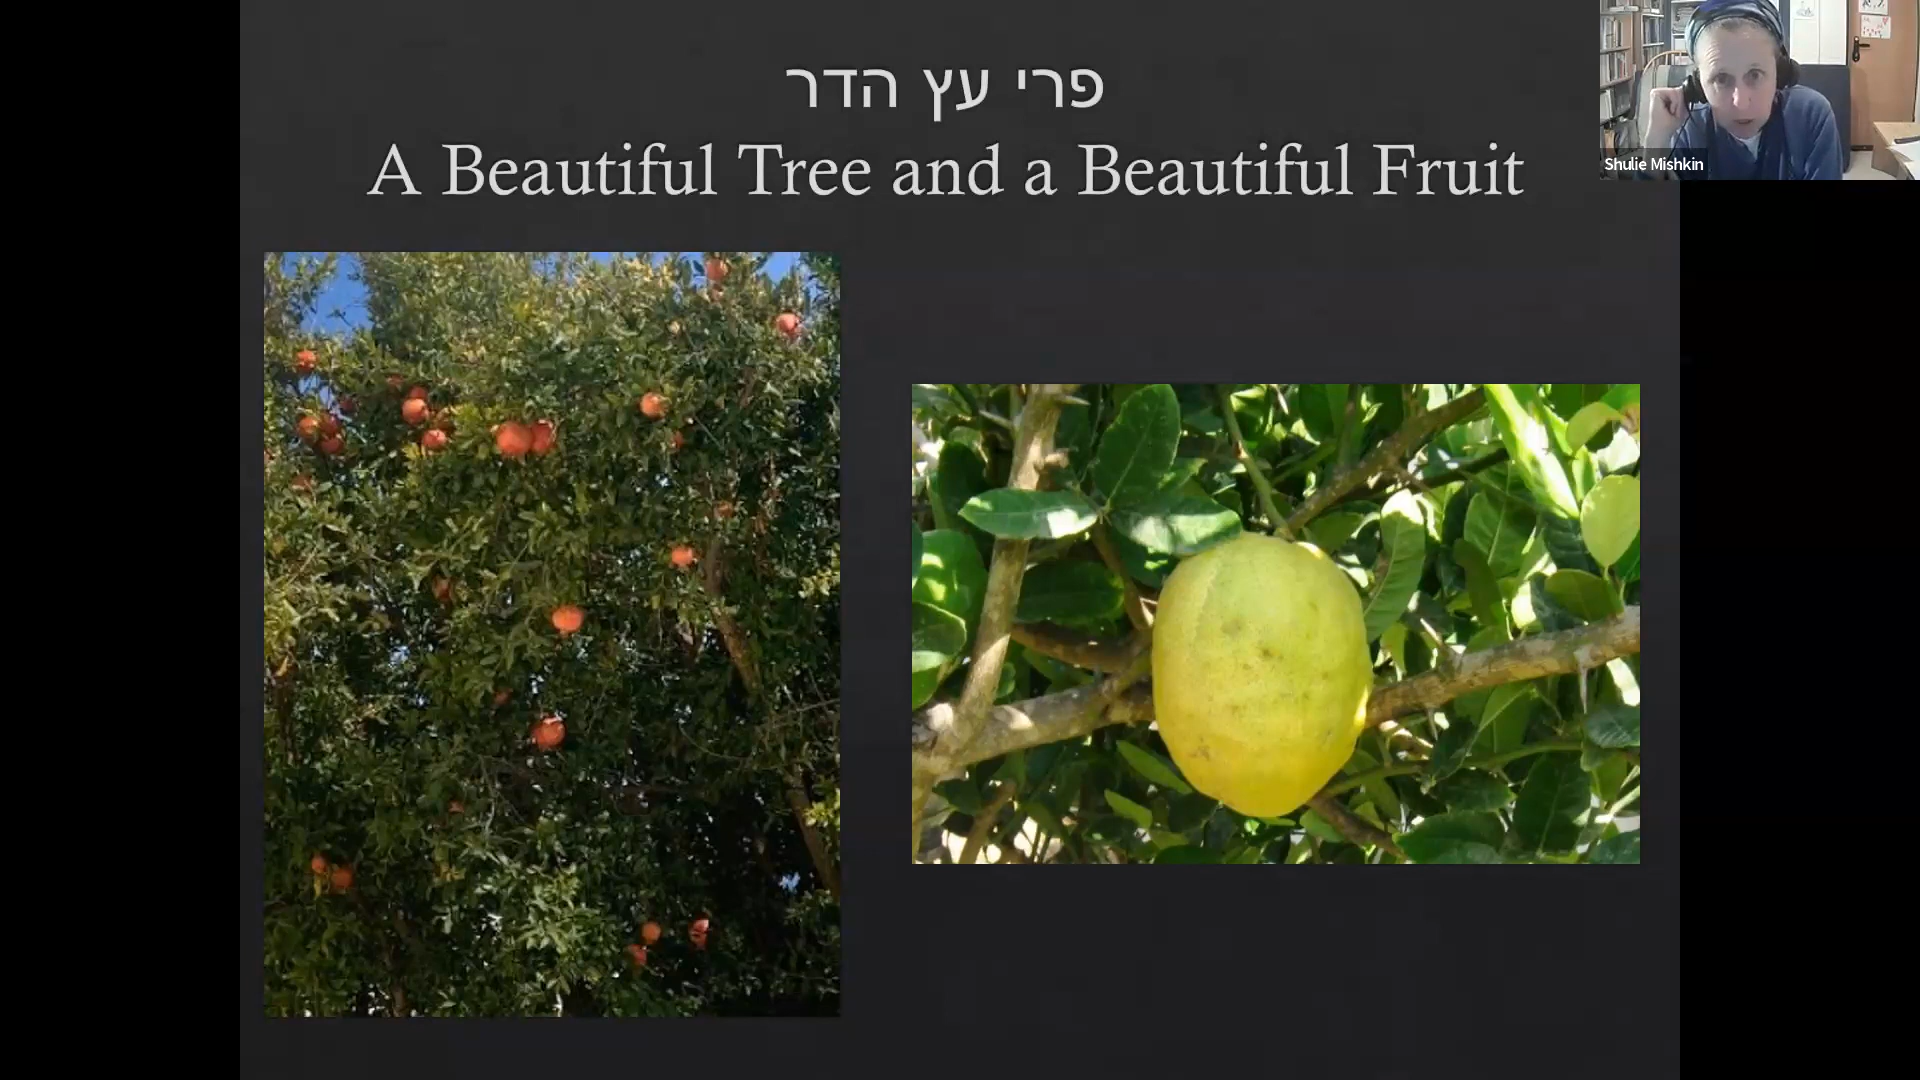 פרי עץ הדר
A Beautiful Tree and a Beautiful Fruit
Shulie Mishkin